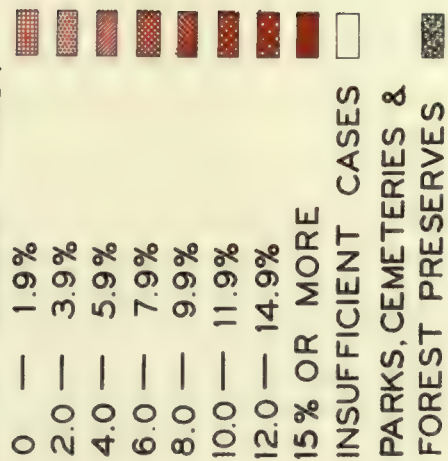 0 — 1.9%
2.0 — 3.9%
4.0 — 5.9%
6.0 — 7.9%
8.0 — 9.9%
10.0 — 11.9%
12.0 — 14.9%
15% OR MORE
INSUFFICIENT CASES
PARKS, CEMETERIES &
FOREST PRESERVES